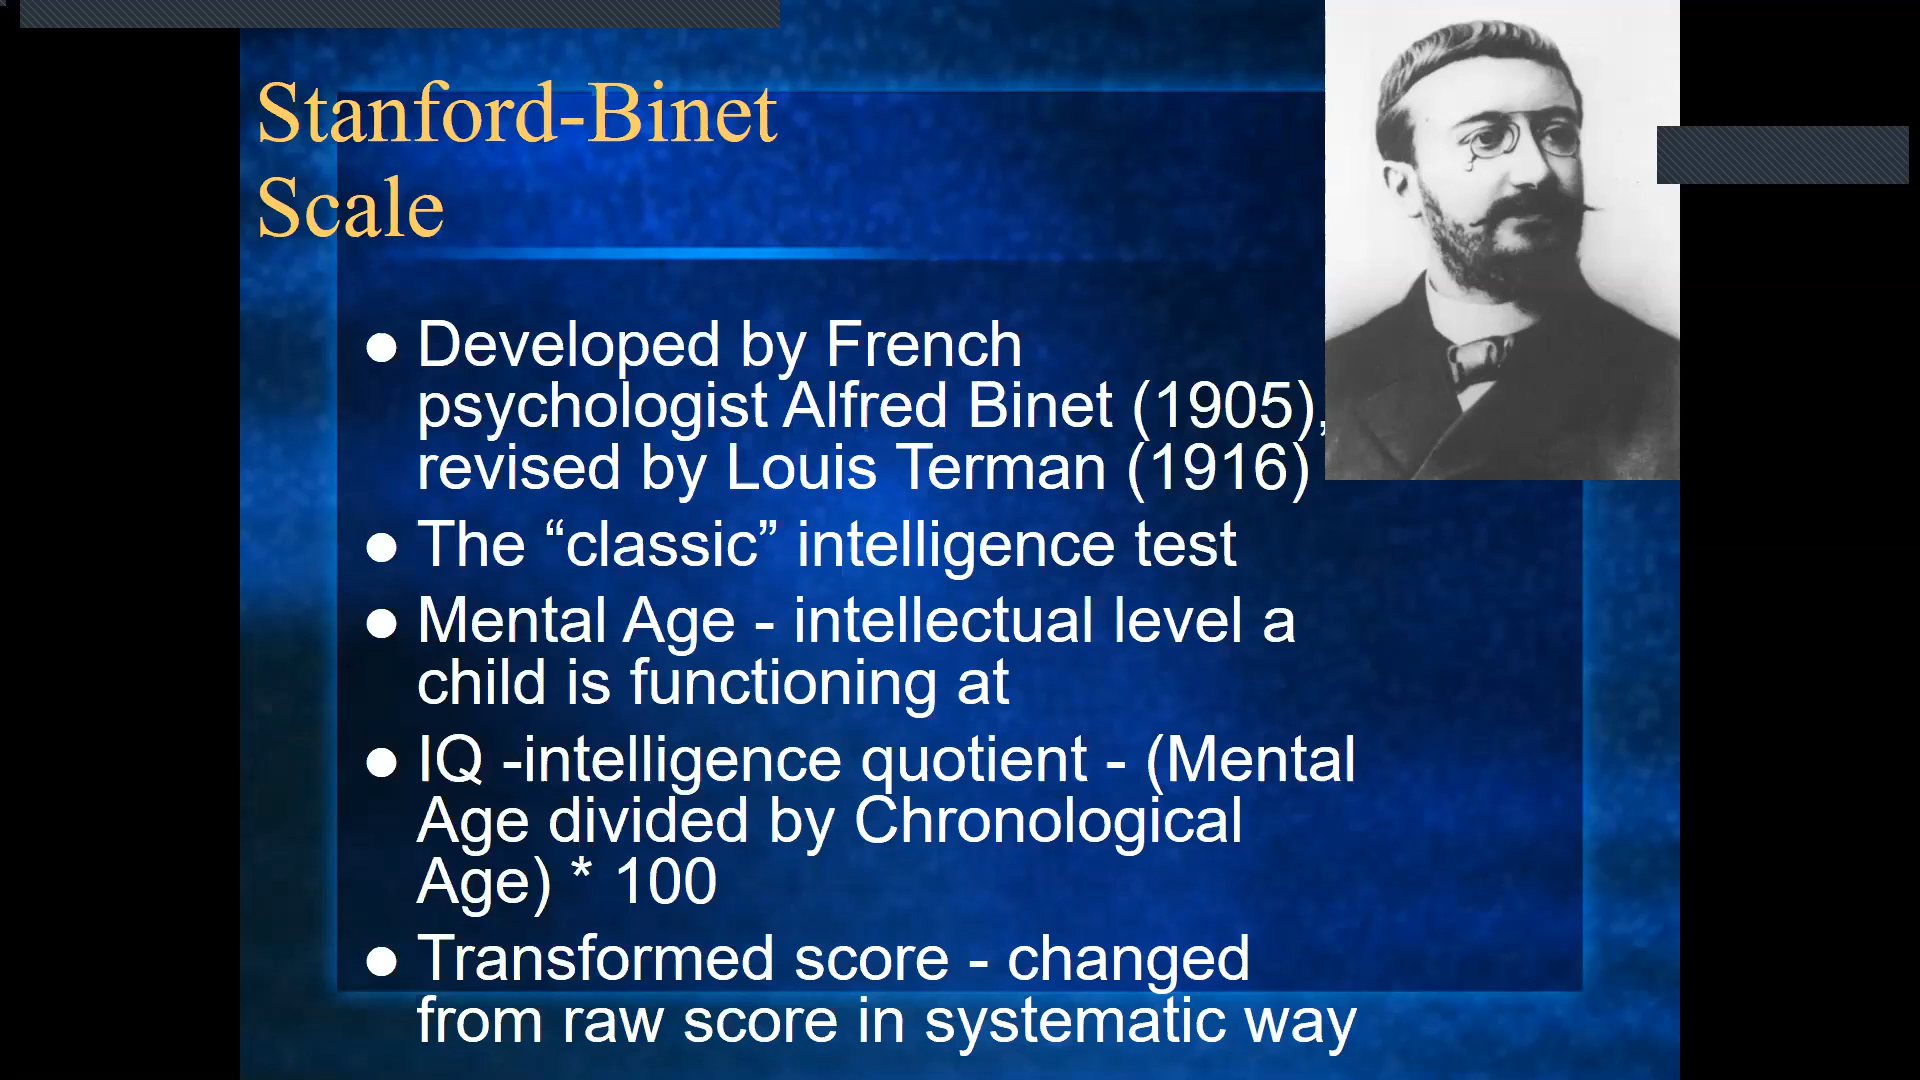 Stanford-Binet
Scale
● Developed by French
psychologist Alfred Binet (1905),
revised by Louis Terman (1916)
● The “classic” intelligence test
● Mental Age - intellectual level a
child is functioning at
● IQ -intelligence quotient - (Mental
Age divided by Chronological
Age) * 100
● Transformed score - changed
from raw score in systematic way